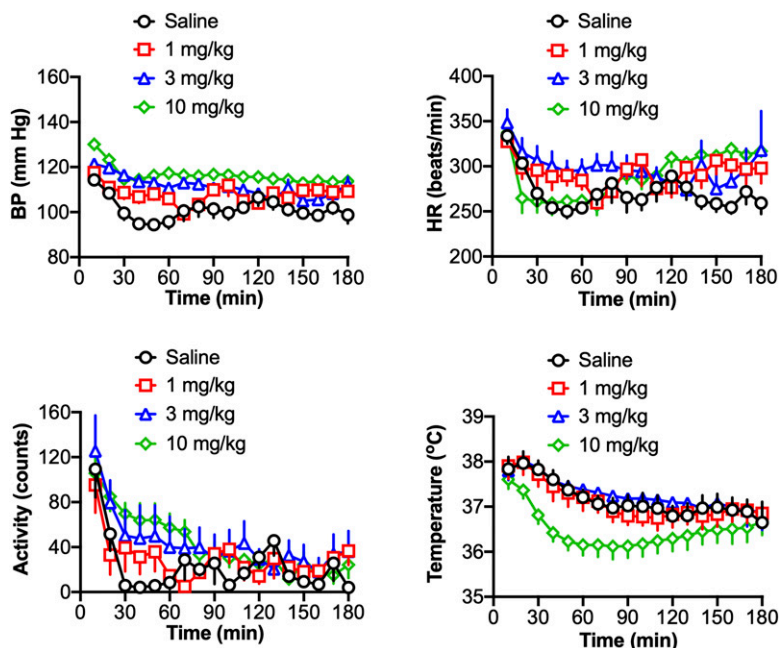 Saline
1 mg/kg
3 mg/kg
10 mg/kg
BP (mm Hg)
160
140
120
100
80
0 30 60 90 120 150 180
Time (min)
Saline
1 mg/kg
3 mg/kg
10 mg/kg
HR (beats/min)
400
350
300
250
200
0 30 60 90 120 150 180
Time (min)
Saline
1 mg/kg
3 mg/kg
10 mg/kg
Activity (counts)
160
120
80
40
0
0 30 60 90 120 150 180
Time (min)
Saline
1 mg/kg
3 mg/kg
10 mg/kg
Temperature (ºC)
39
38
37
36
35
0 30 60 90 120 150 180
Time (min)